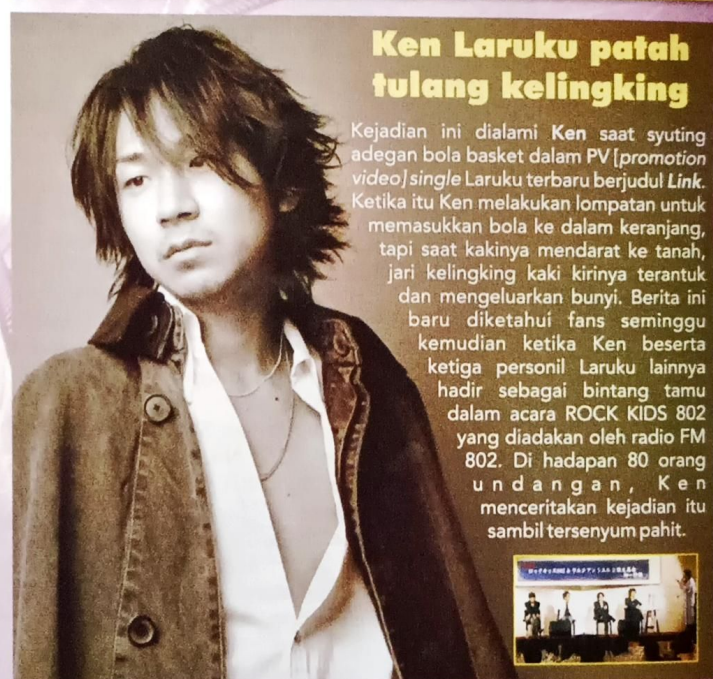 Ken Laruku patah
tulang kelingking
Kejadian ini dialami Ken saat syuting
adegan bola basket dalam PV [promotion
video] single Laruku terbaru berjudul Link.
Ketika itu Ken melakukan lompatan untuk
memasukkan bola ke dalam keranjang,
tapi saat kakinya mendarat ke tanah,
jari kelingking kaki kirinya terantuk
dan mengeluarkan bunyi. Berita ini
baru diketahui fans seminggu
kemudian ketika Ken beserta
ketiga personil Laruku lainnya
hadir sebagai bintang tamu
dalam acara ROCK KIDS 802
yang diadakan oleh radio FM
802. Di hadapan 80 orang
undangan, Ken
menceritakan kejadian itu
sambil tersenyum pahit.